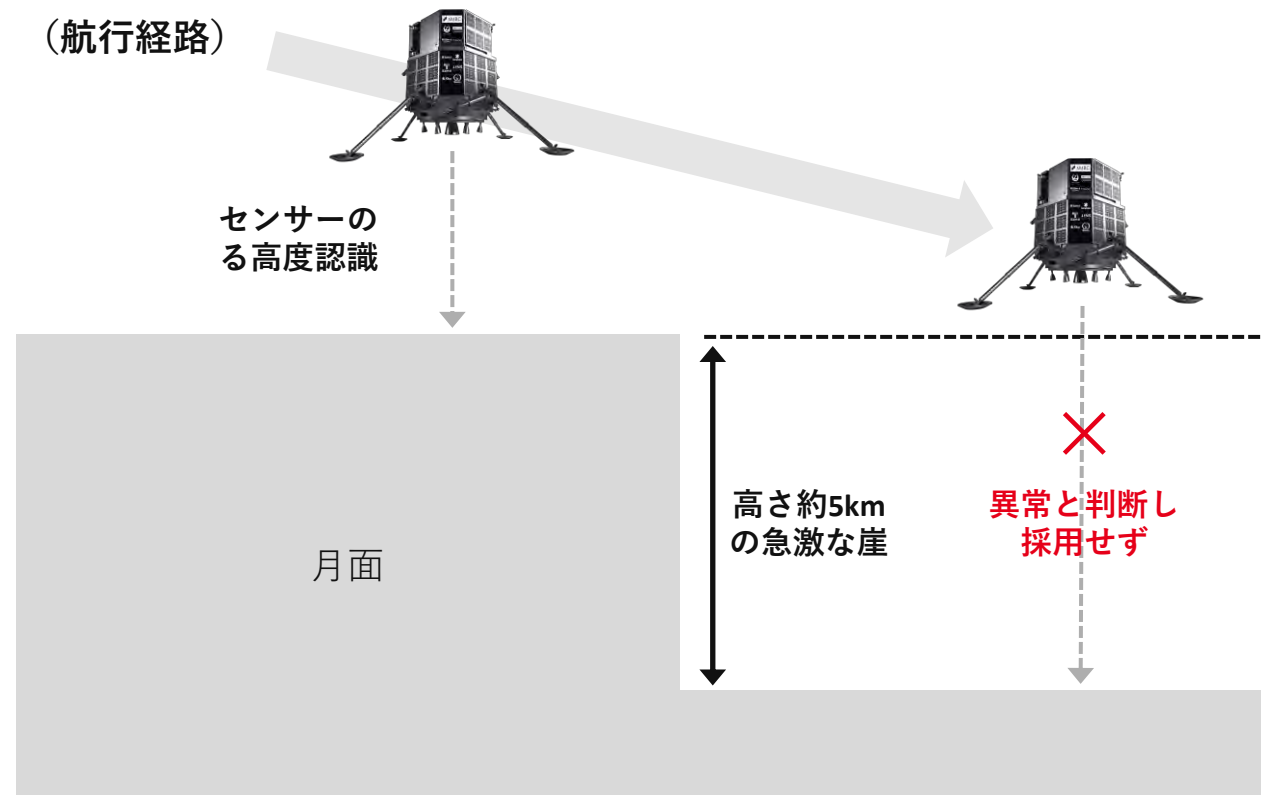 （航行経路）
センサーの
る高度認識
高さ約5km
の急激な崖
異常と判断し
採用せず
月面